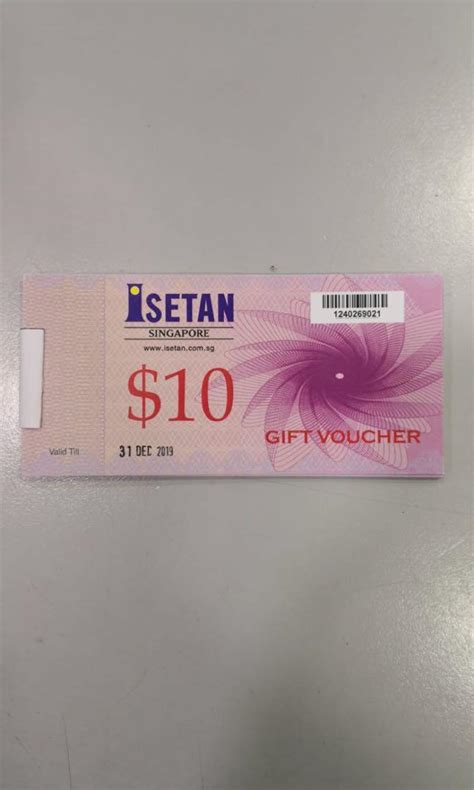 ISETAN
SINGAPORE
www.isetan.com.sg
1240269021
$10
GIFT VOUCHER
Valid Till 31 DEC 2019